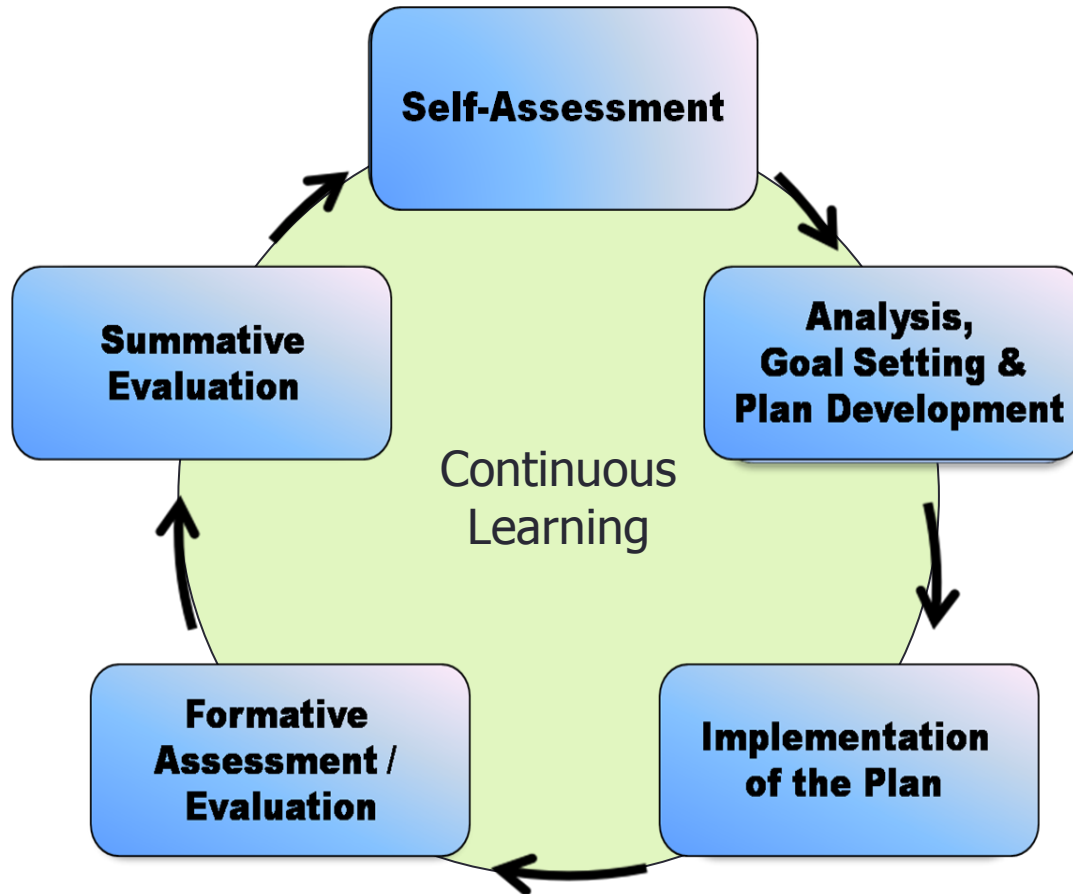 Self-Assessment
Analysis,
Goal Setting &
Plan Development
Implementation
of the Plan
Formative
Assessment /
Evaluation
Summative
Evaluation
Continuous
Learning